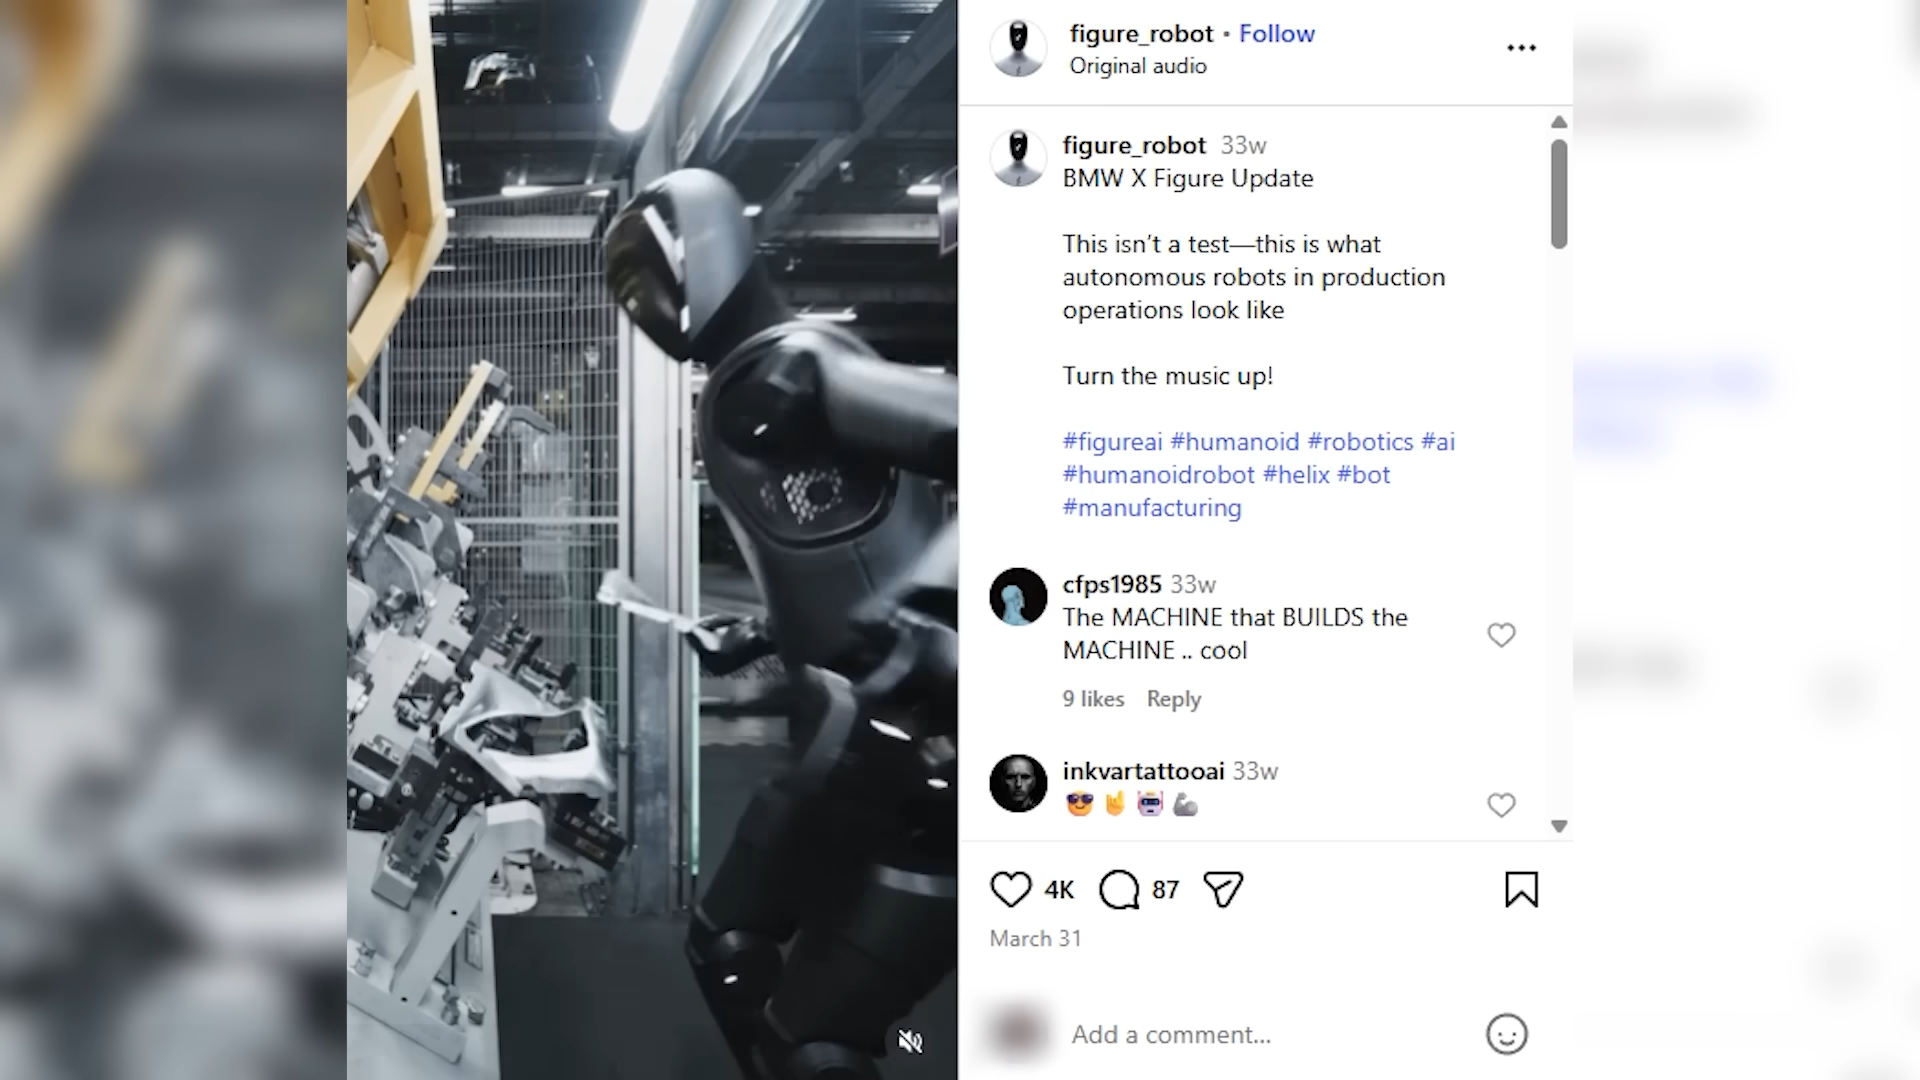 figure_robot • Follow
Original audio
figure_robot 33w
BMW X Figure Update
This isn't a test—this is what
autonomous robots in production
operations look like
Turn the music up!
#figureai #humanoid #robotics #ai
#humanoidrobot #helix #bot
#manufacturing
cfps1985 33w
The MACHINE that BUILDS the
MACHINE .. cool
9 likes Reply
inkvartattooai 33w
4K 87
March 31
Add a comment...